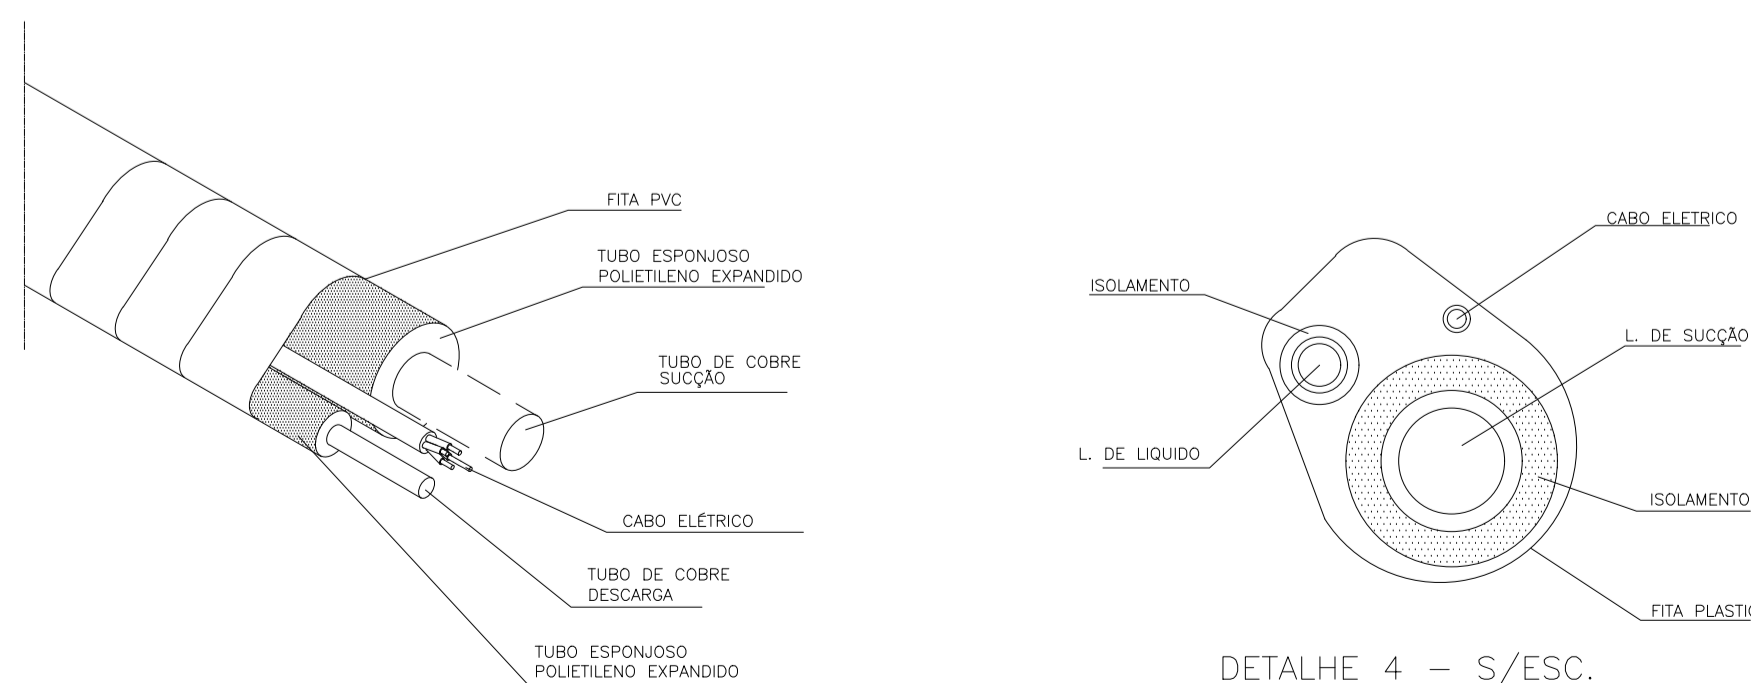 FITA PVC
TUBO ESPONJOSO
POLIETILENO EXPANDIDO
TUBO DE COBRE
SUCÇÃO
CABO ELÉTRICO
TUBO DE COBRE
DESCARGA
TUBO ESPONJOSO
POLIETILENO EXPANDIDO
CABO ELETRICO
ISOLAMENTO
L. DE SUCÇÃO
L. DE LIQUIDO
ISOLAMENTO
FITA
DETALHE 4 – S/ESC.